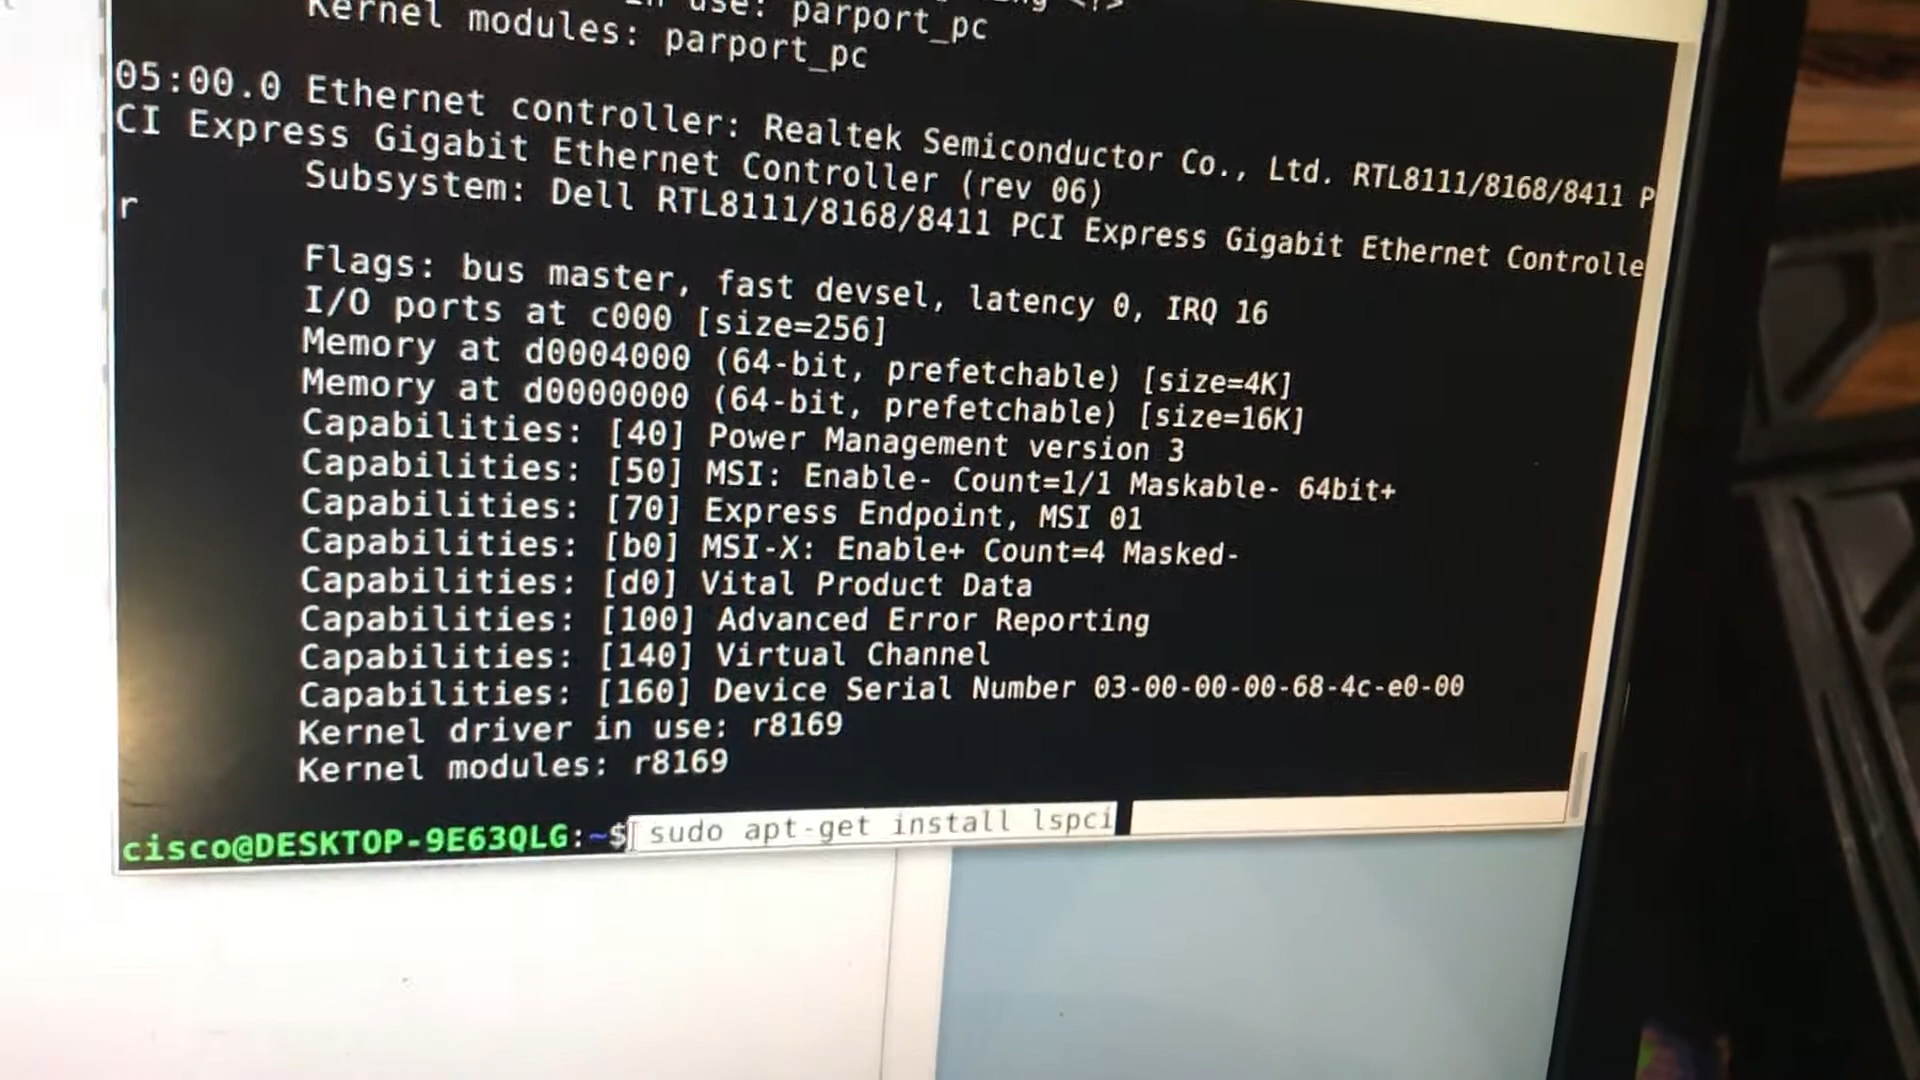 in use: parport_pc
Kernel modules: parport_pc
05:00.0 Ethernet controller: Realtek Semiconductor Co., Ltd. RTL8111/8168/8411 P
CI Express Gigabit Ethernet Controller (rev 06)
Subsystem: Dell RTL8111/8168/8411 PCI Express Gigabit Ethernet Controlle
r
Flags: bus master, fast devsel, latency 0, IRQ 16
I/O ports at c000 [size=256]
Memory at d0004000 (64-bit, prefetchable) [size=4K]
Memory at d0000000 (64-bit, prefetchable) [size=16K]
Capabilities: [40] Power Management version 3
Capabilities: [50] MSI: Enable- Count=1/1 Maskable- 64bit+
Capabilities: [70] Express Endpoint, MSI 01
Capabilities: [b0] MSI-X: Enable+ Count=4 Masked-
Capabilities: [d0] Vital Product Data
Capabilities: [100] Advanced Error Reporting
Capabilities: [140] Virtual Channel
Capabilities: [160] Device Serial Number 03-00-00-00-68-4c-e0-00
Kernel driver in use: r8169
Kernel modules: r8169
cisco@DESKTOP-9E63QLG:~$ sudo apt-get install lspci